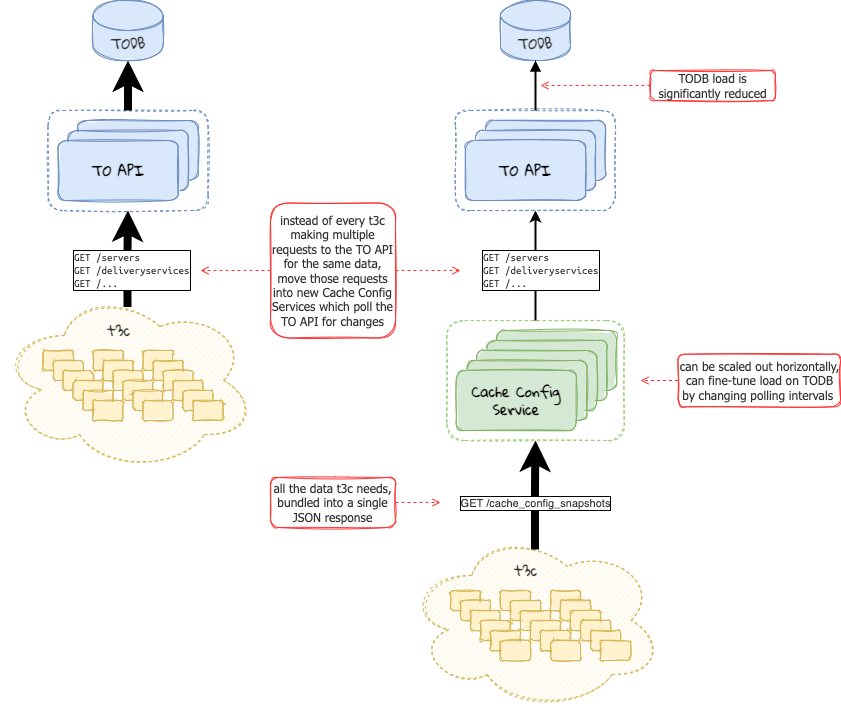 TODB
TO API
GET /servers
GET /deliveryservices
GET /...
t3c
instead of every t3c
making multiple
requests to the TO API
for the same data,
move those requests
into new Cache Config
Services which poll the
TO API for changes
TODB
TODB load is
significantly reduced
TO API
GET /servers
GET /deliveryservices
GET /...
Cache Config
Service
can be scaled out horizontally,
can fine-tune load on TODB
by changing polling intervals
all the data t3c needs,
bundled into a single
JSON response
GET /cache_config_snapshots
t3c